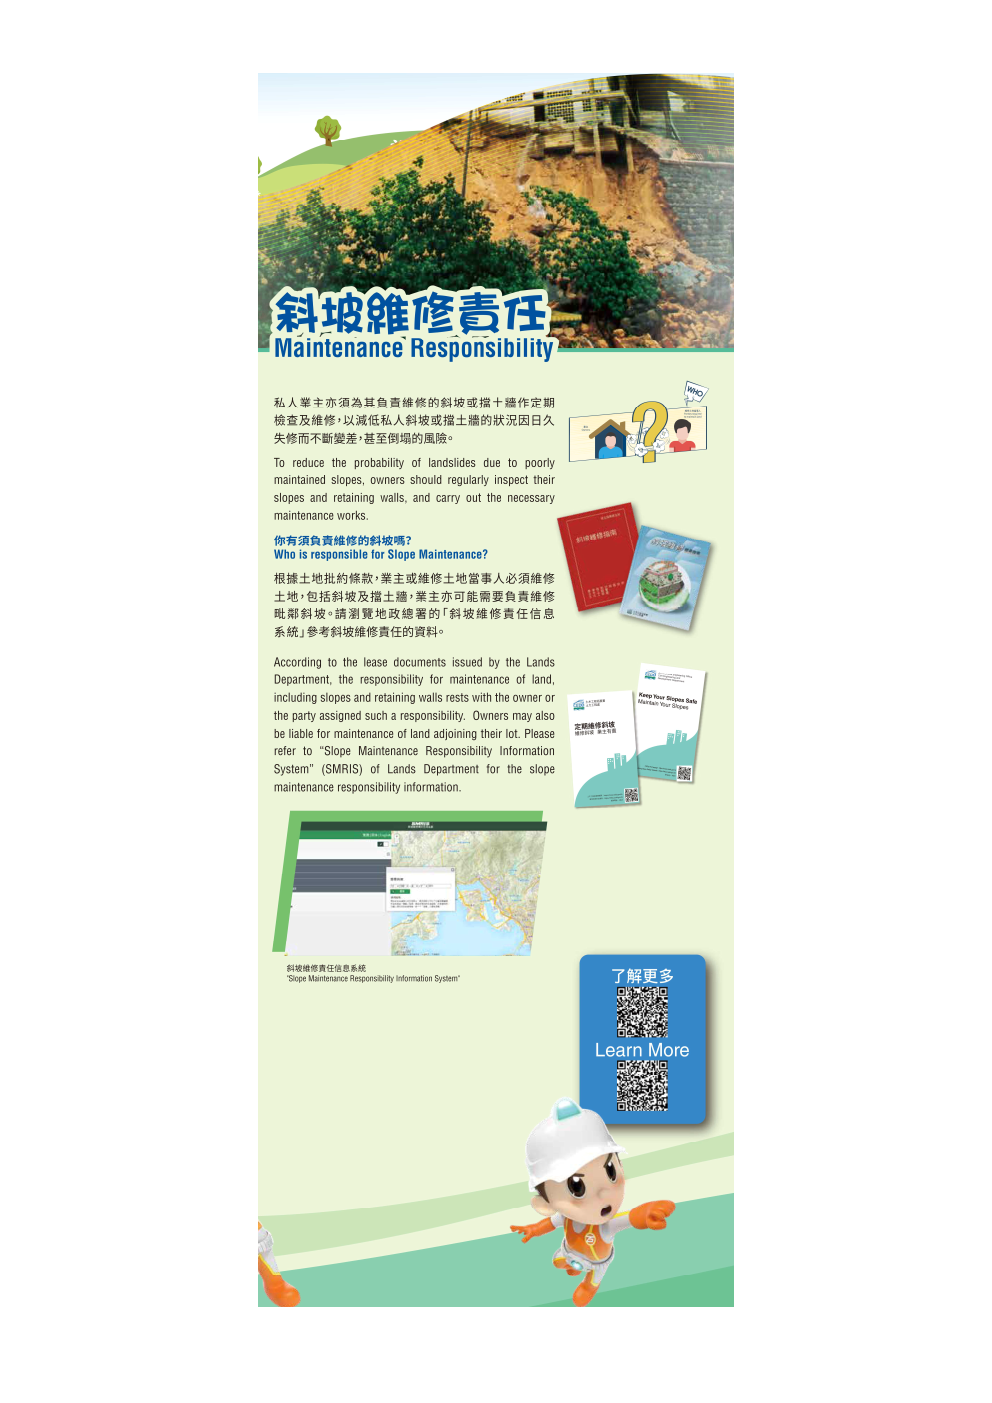 斜坡維修責任
Maintenance Responsibility
私人業主亦須為其負責維修的斜坡或擋十牆作定期
檢查及維修，以減低私人斜坡或擋土牆的狀況因日久
失修而不斷變差，甚至倒塌的風險。
To reduce the probability of landslides due to poorly
maintained slopes, owners should regularly inspect their
slopes and retaining walls, and carry out the necessary
maintenance works.
WHO
斜坡維修指南
你有須負責維修的斜坡嗎?
Who is responsible for Slope Maintenance?
根據土地批約條款，業主或維修土地當事人必須維修
土地，包括斜坡及擋土牆，業主亦可能需要負責維修
毗鄰斜坡。請瀏覽地政總署的「斜坡維修責任信息
系統」參考斜坡維修責任的資料。
According to the lease documents issued by the Lands
Department, the responsibility for maintenance of land,
including slopes and retaining walls rests with the owner or
the party assigned such a responsibility. Owners may also
be liable for maintenance of land adjoining their lot. Please
refer to “Slope Maintenance Responsibility Information
System” (SMRIS) of Lands Department for the slope
maintenance responsibility information.
Keep Your Slopes Safe
Maintain Your Slopes
定期維修斜坡
維修斜坡 業主有責
斜坡維修責任信息系統
"Slope Maintenance Responsibility Information System"
了解更多
Learn More